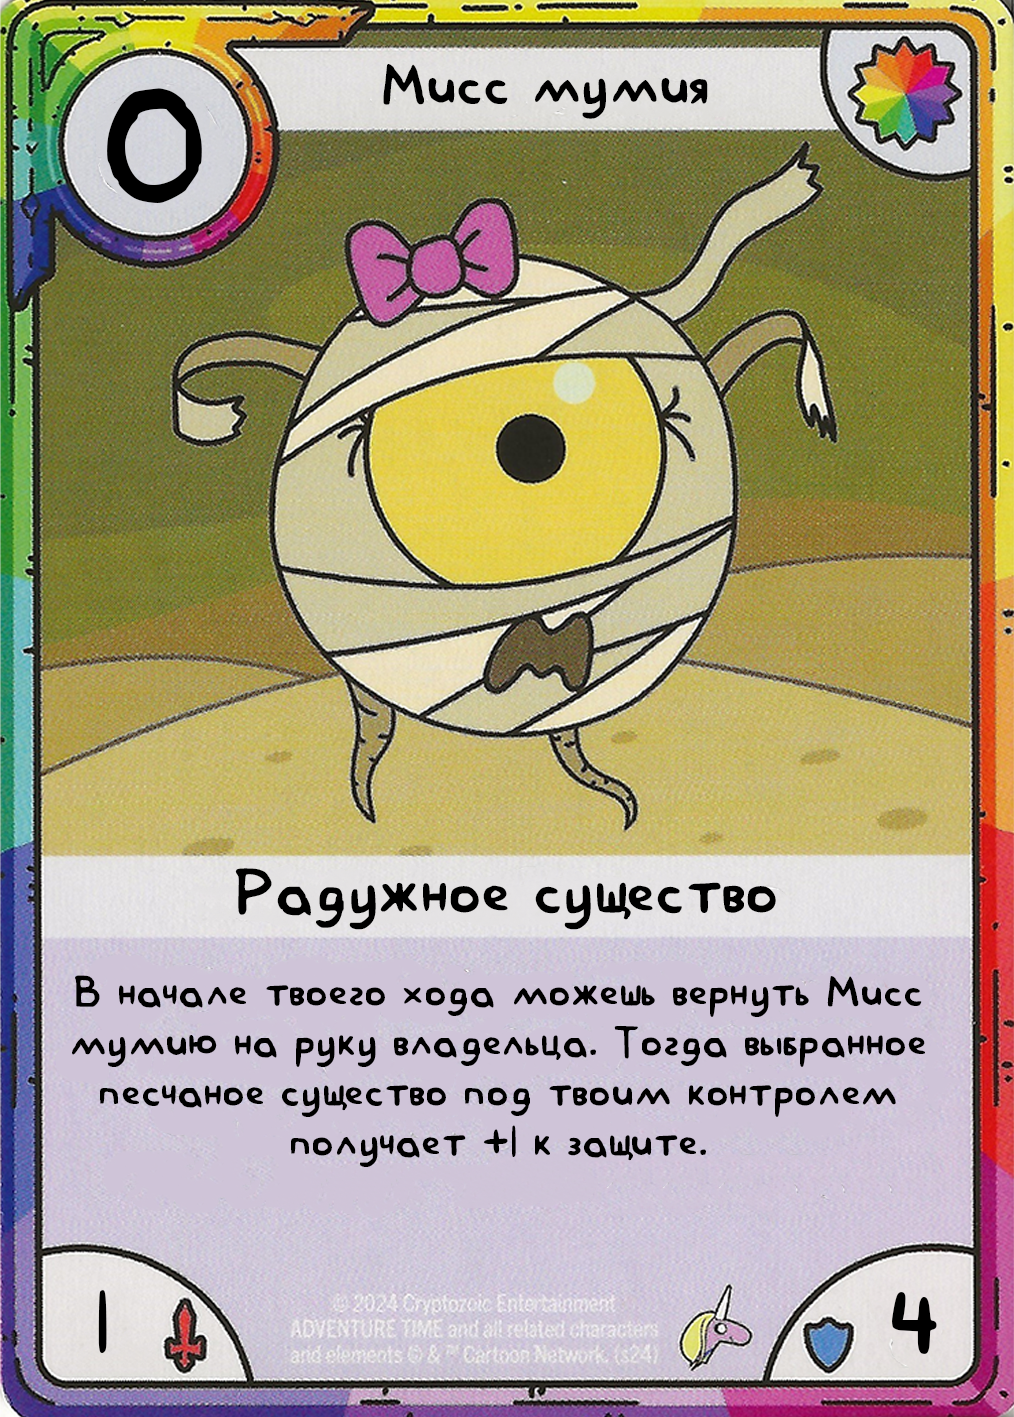 0
Мисс мумия
Радужное существо
В начале твоего хода можешь вернуть Мисс
мумию на руку владельца. Тогда выбранное
песчаное существо под твоим контролем
получает +1 к защите.
1
© 2024 Cryptozoic Entertainment
ADVENTURE TIME and all related characters
and elements © & ™ Cartoon Network. (s24)
4